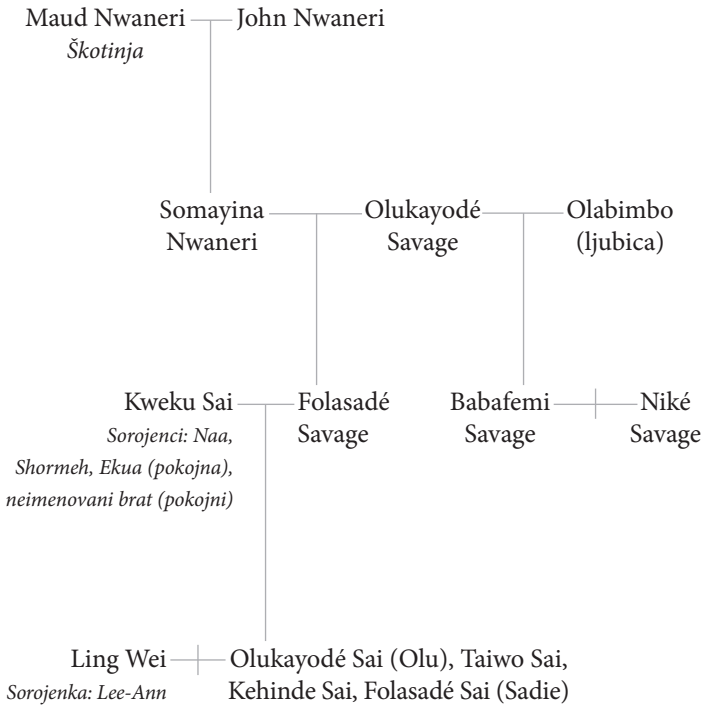 Maud Nwaneri John Nwaneri
Škotinja
Somayina Olukayodé Olabimbo
Nwaneri Savage (ljubica)
Kweku Sai Folasadé Babafemi Niké
Sorojenci: Naa, Savage Savage Savage
Shormeh, Ekua (pokojna),
neimenovani brat (pokojni)
Ling Wei Olukayodé Sai (Olu), Taiwo Sai,
Sorojenka: Lee-Ann Kehinde Sai, Folasadé Sai (Sadie)